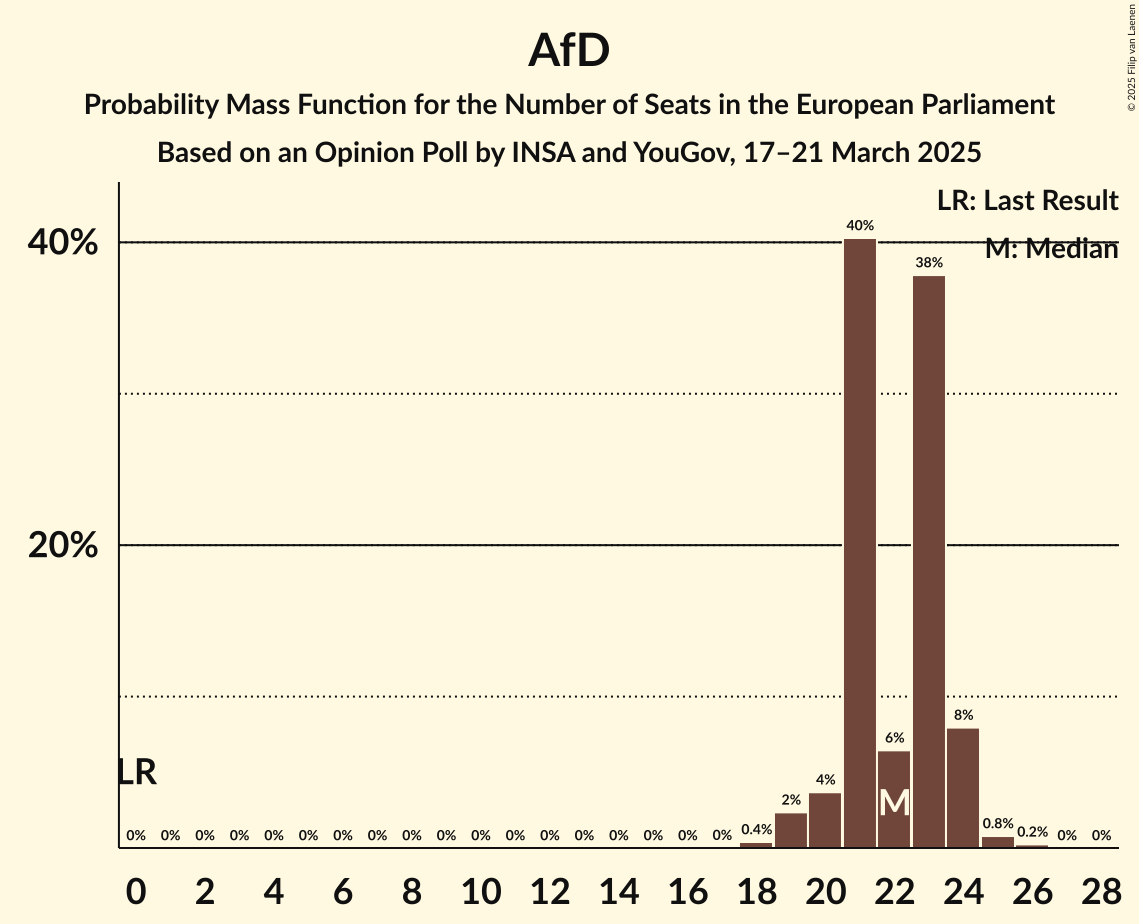 AfD
Probability Mass Function for the Number of Seats in the European Parliament
Based on an Opinion Poll by INSA and YouGov, 17–21 March 2025
© 2025 Filip van Laenen
LR: Last Result
M: Median
40%
20%
40%
38%
8%
6%
4%
2%
0.4%
0.8%
0.2%
LR
M
0% 0% 0% 0% 0% 0% 0% 0% 0% 0% 0% 0% 0% 0% 0% 0% 0% 0% 0% 0%
0 2 4 6 8 10 12 14 16 18 20 22 24 26 28